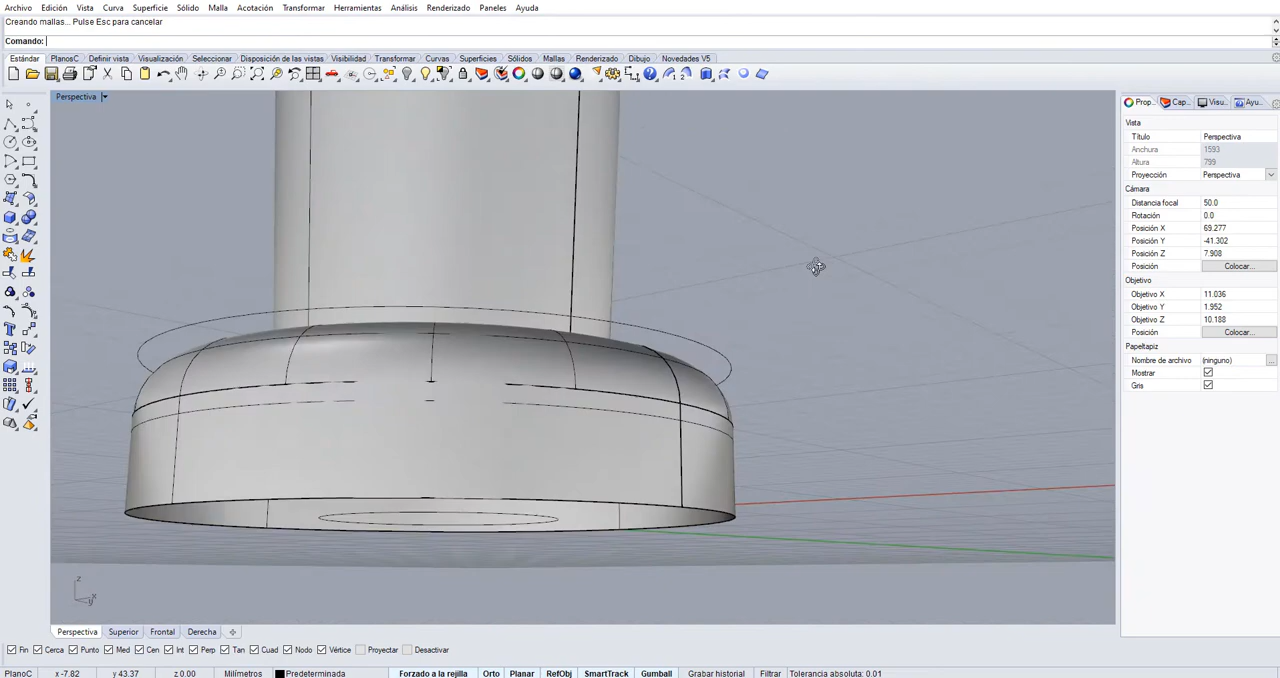 Archivo Edición Vista Curva Superficie Sólido Malla Acotación Transformar Herramientas Análisis Renderizado Paneles Ayuda
Creando mallas... Pulse Esc para cancelar
Comando:
Estándar PlanosC Definir vista Visualización Seleccionar Disposición de las vistas Visibilidad Transformar Curvas Superficies Sólidos Mallas Renderizado Dibujo Novedades V5
Perspectiva
Prop... Cap... Visu... Ayu...
Vista
Título Perspectiva
Anchura 1593
Altura 799
Proyección Perspectiva
Cámara
Distancia focal 50.0
Rotación 0.0
Posición X 69.277
Posición Y -41.302
Posición Z 7.908
Posición Colocar...
Objetivo
Objetivo X 11.036
Objetivo Y 1.952
Objetivo Z 10.188
Posición Colocar...
Papeltapiz
Nombre de archivo (ninguno) ...
Mostrar
Gris
z
x
y
Perspectiva Superior Frontal Derecha
Fin Cerca Punto Med Cen Int Perp Tan Cuad Nodo Vértice Proyectar Desactivar
PlanoC x -7.82 y 43.37 z 0.00 Milímetros Predeterminada Forzado a la rejilla Orto Planar RefObj SmartTrack Gumball Grabar historial Filtrar Tolerancia absoluta: 0.01